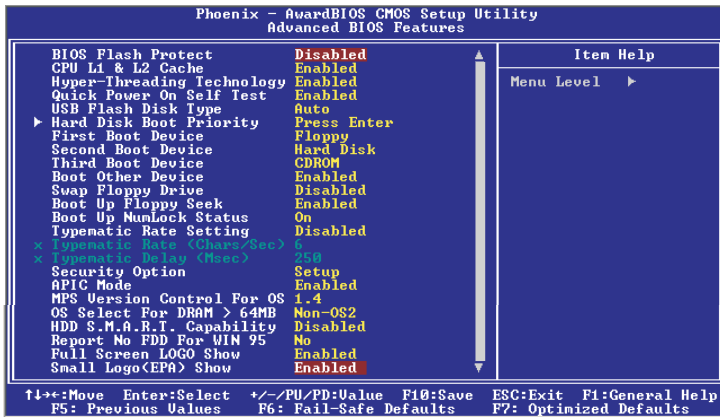 Phoenix - AwardBIOS CMOS Setup Utility
Advanced BIOS Features
BIOS Flash Protect Disabled
CPU L1 & L2 Cache Enabled
Hyper-Threading Technology Enabled
Quick Power On Self Test Enabled
USB Flash Disk Type Auto
Hard Disk Boot Priority Press Enter
First Boot Device Floppy
Second Boot Device Hard Disk
Third Boot Device CDROM
Boot Other Device Enabled
Swap Floppy Drive Disabled
Boot Up Floppy Seek Enabled
Boot Up NumLock Status On
Typematic Rate Setting Disabled
x Typematic Rate (Chars/Sec) 6
x Typematic Delay (Msec) 250
Security Option Setup
APIC Mode Enabled
MPS Version Control For OS 1.4
OS Select For DRAM > 64MB Non-OS2
HDD S.M.A.R.T. Capability Disabled
Report No FDD For WIN 95 No
Full Screen LOGO Show Enabled
Small Logo(EPA) Show Enabled
Item Help
Menu Level ▶
↑↓→←:Move Enter:Select +/-/PU/PD:Value F10:Save ESC:Exit F1:General Help
F5: Previous Values F6: Fail-Safe Defaults F7: Optimized Defaults